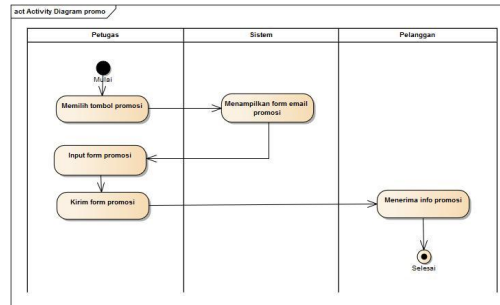 act Activity Diagram promo
Petugas
Sistem
Pelanggan
Mulai
Memilih tombol promosi
Menampilkan form email
promosi
Input form promosi
Kirim form promosi
Menerima info promosi
Selesai